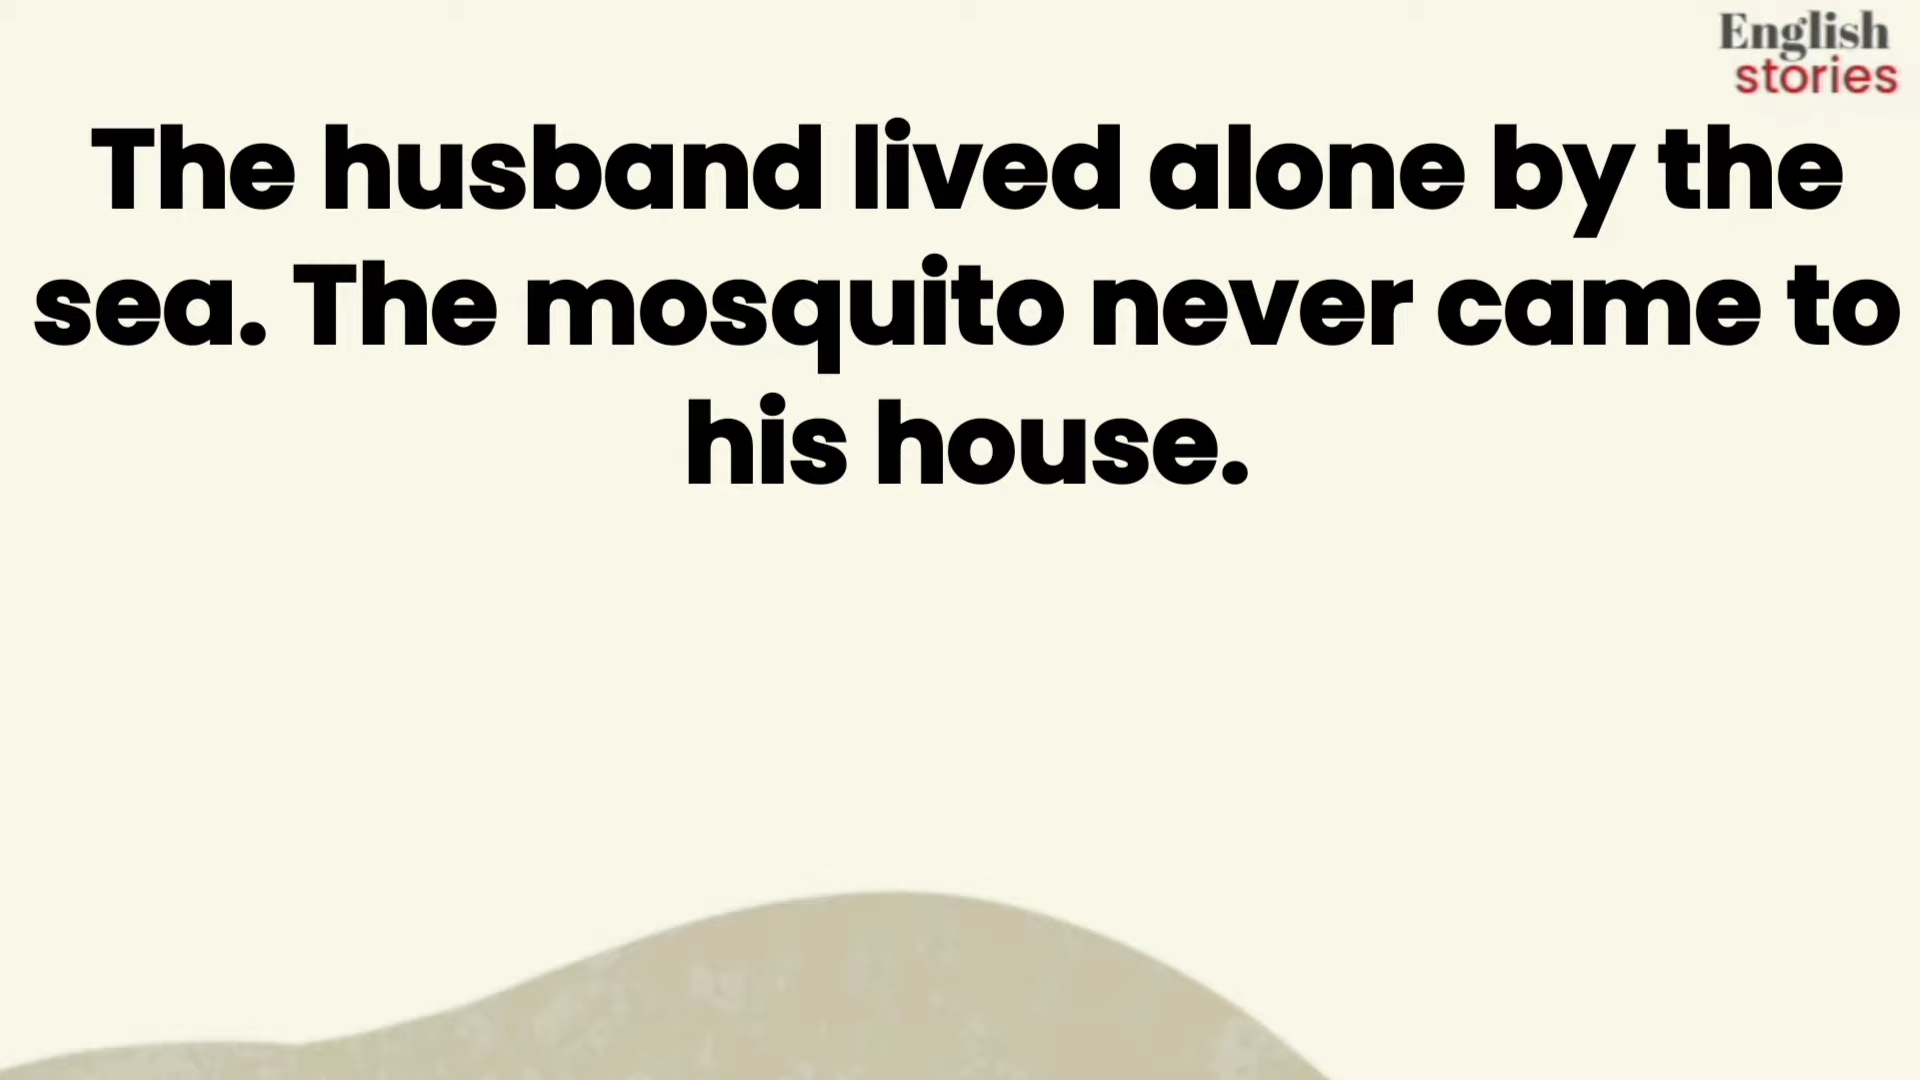 English
stories
The husband lived alone by the
sea. The mosquito never came to
his house.